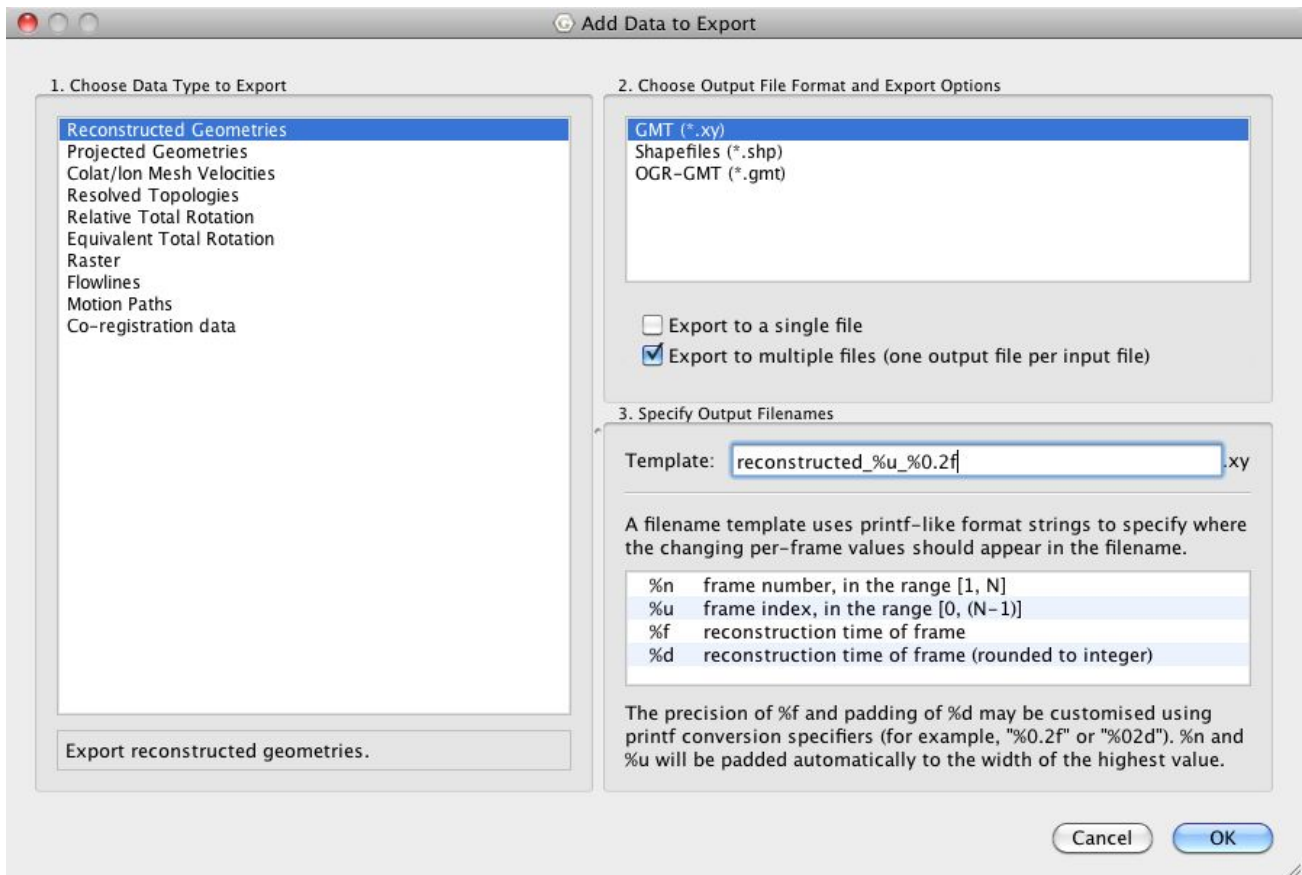 Add Data to Export
1. Choose Data Type to Export
Reconstructed Geometries
Projected Geometries
Colat/lon Mesh Velocities
Resolved Topologies
Relative Total Rotation
Equivalent Total Rotation
Raster
Flowlines
Motion Paths
Co-registration data
Export reconstructed geometries.
2. Choose Output File Format and Export Options
GMT (*.xy)
Shapefiles (*.shp)
OGR-GMT (*.gmt)
Export to a single file
Export to multiple files (one output file per input file)
3. Specify Output Filenames
Template: reconstructed_%u_%0.2f .xy
A filename template uses printf-like format strings to specify where
the changing per-frame values should appear in the filename.
%n frame number, in the range [1, N]
%u frame index, in the range [0, (N-1)]
%f reconstruction time of frame
%d reconstruction time of frame (rounded to integer)
The precision of %f and padding of %d may be customised using
printf conversion specifiers (for example, "%0.2f" or "%02d"). %n and
%u will be padded automatically to the width of the highest value.
Cancel OK